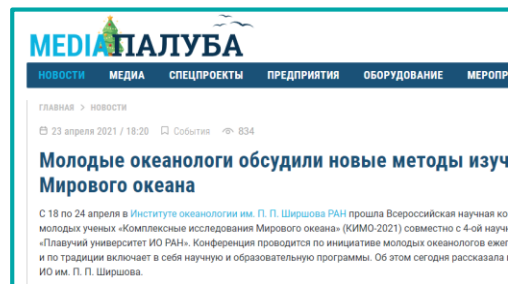 MEDIAПАЛУБА
НОВОСТИ МЕДИА СПЕЦПРОЕКТЫ ПРЕДПРИЯТИЯ ОБОРУДОВАНИЕ МЕРОПР
ГЛАВНАЯ > НОВОСТИ
23 апреля 2021 / 18:20 События 834
Молодые океанологи обсудили новые методы изуч
Мирового океана
С 18 по 24 апреля в Институте океанологии им. П. П. Ширшова РАН прошла Всероссийская научная ко
молодых ученых «Комплексные исследования Мирового океана» (КИМО-2021) совместно с 4-ой науч
«Плавучий университет ИО РАН». Конференция проводится по инициативе молодых океанологов еже
и по традиции включает в себя научную и образовательную программы. Об этом сегодня рассказала
ИО им. П. П. Ширшова.